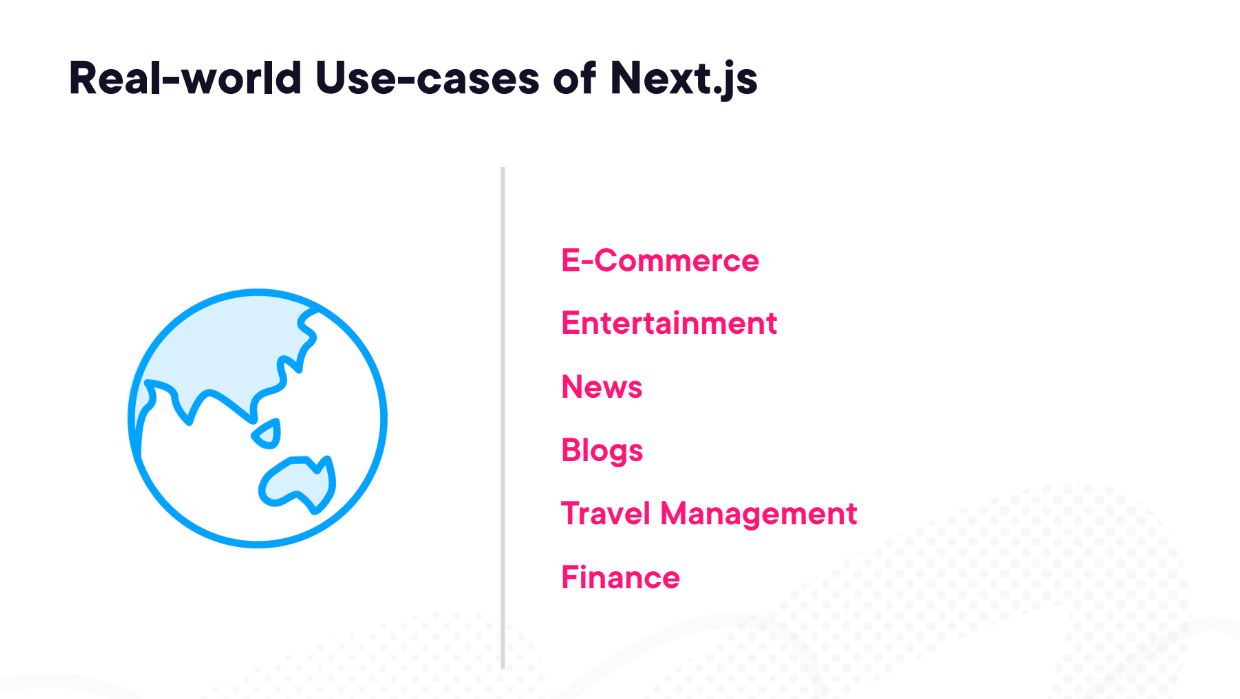 Real-world Use-cases of Next.js
E-Commerce
Entertainment
News
Blogs
Travel Management
Finance